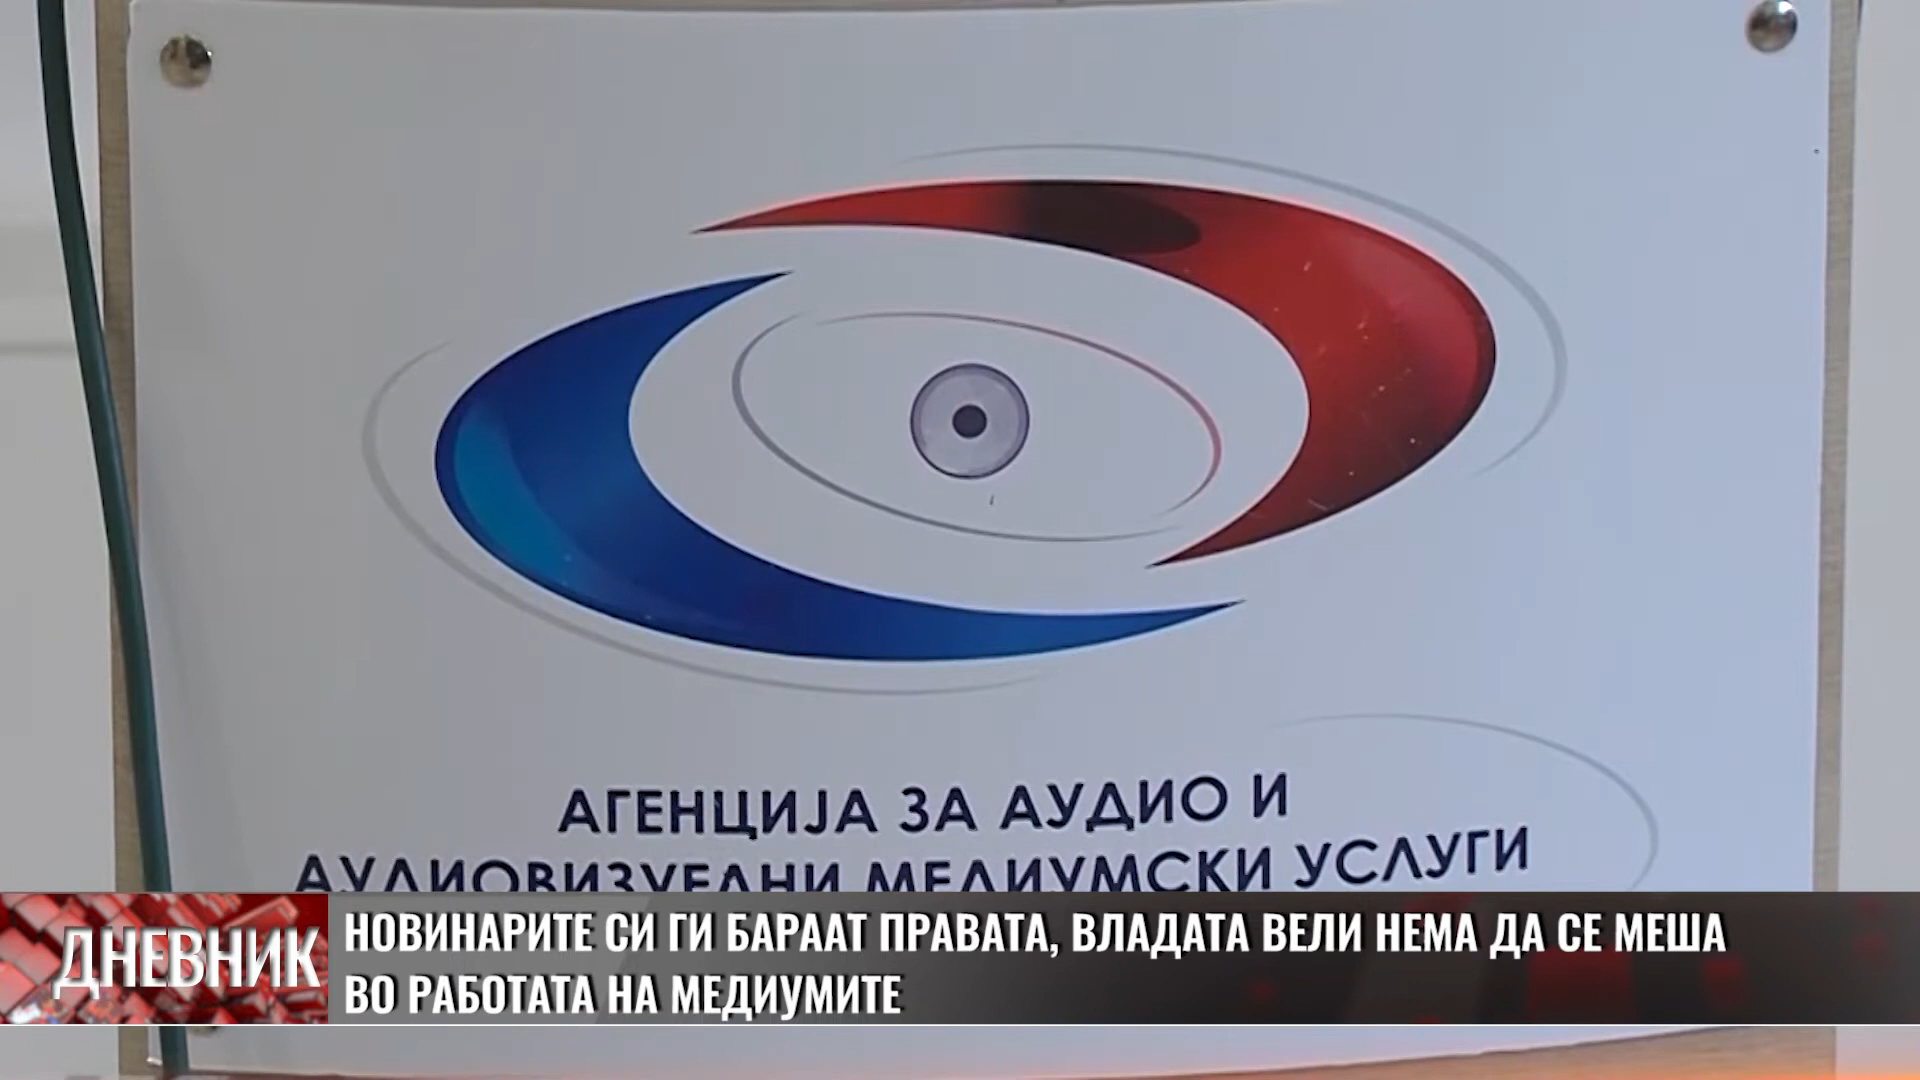 АГЕНЦИЈА ЗА АУДИО И
АУДИОВИЗУЕЛНИ МЕДИУМСКИ УСЛУГИ
ДНЕВНИК
НОВИНАРИТЕ СИ ГИ БАРААТ ПРАВАТА, ВЛАДАТА ВЕЛИ НЕМА ДА СЕ МЕША
ВО РАБОТАТА НА МЕДИУМИТЕ